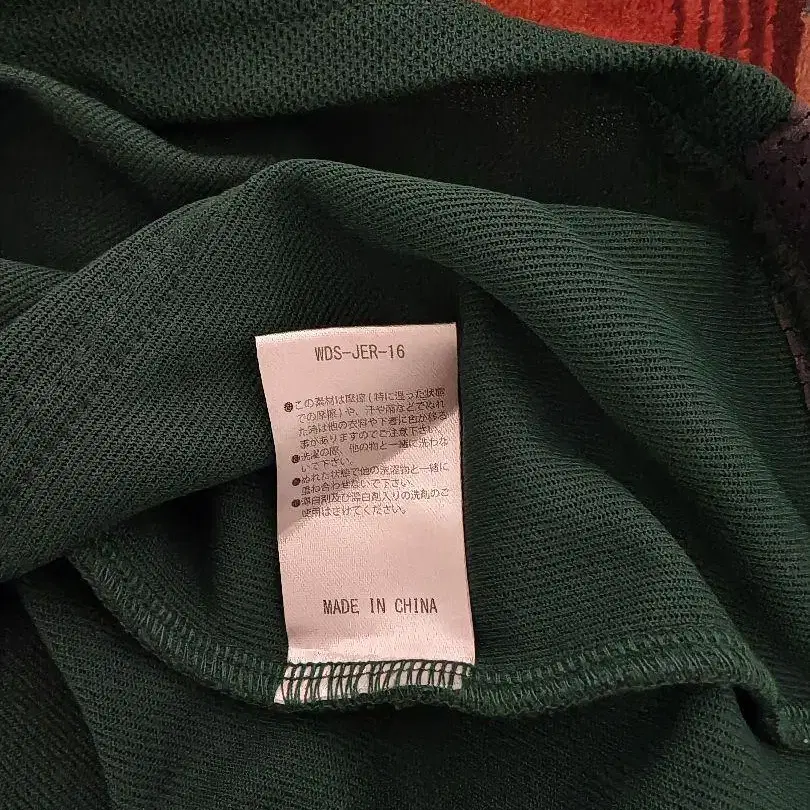 WDS-JER-16
●この素材は摩擦(特に湿った状態
での摩擦)や、汗や雨などでぬれ
た時は他の衣料や下着に色が移る
事がありますのでご注意下さい。
●洗濯の際、他の物と一緒に洗わな
いで下さい。
●ぬれた状態で他の洗濯物と一緒に
重ね合わせないで下さい。
●漂白剤及び漂白剤入りの洗剤のご
使用はさけてください。
MADE IN CHINA